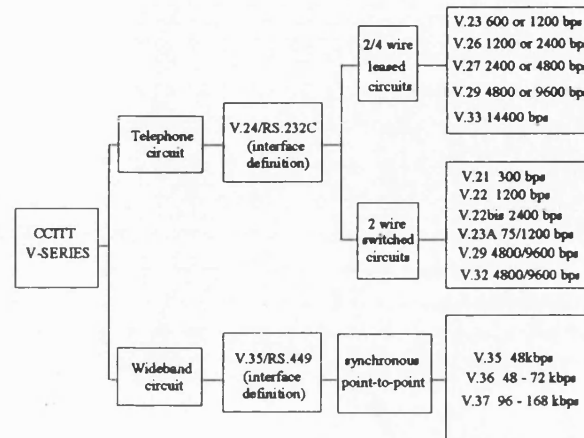 V.23 600 or 1200 bps
V.26 1200 or 2400 bps
V.27 2400 or 4800 bps
V.29 4800 or 9600 bps
V.33 14400 bps
2/4 wire
leased
circuits
Telephone
circuit
V.24/RS.232C
(interface
definition)
V.21 300 bps
V.22 1200 bps
V.22bis 2400 bps
V.23A 75/1200 bps
V.29 4800/9600 bps
V.32 4800/9600 bps
2 wire
switched
circuits
CCITT
V-SERIES
Wideband
circuit
V.35/RS.449
(interface
definition)
synchronous
point-to-point
V.35 48kbps
V.36 48 - 72 kbps
V.37 96 - 168 kbps